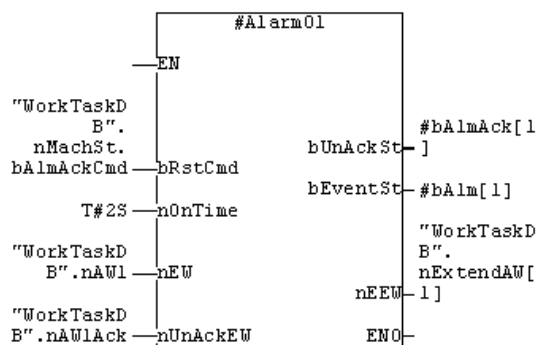 #Alarm01
EN
"WorkTaskD
B".
nMachSt.
bAlmAckCmd
bRstCmd
T#2S
nOnTime
"WorkTaskD
B".nAW1
nEW
"WorkTaskD
B".nAW1Ack
nUnAckEW
bUnAckSt
#bAlmAck[1
]
bEventSt
#bAlm[1]
"WorkTaskD
B".
nExtendAW[
1]
nEEW
ENO